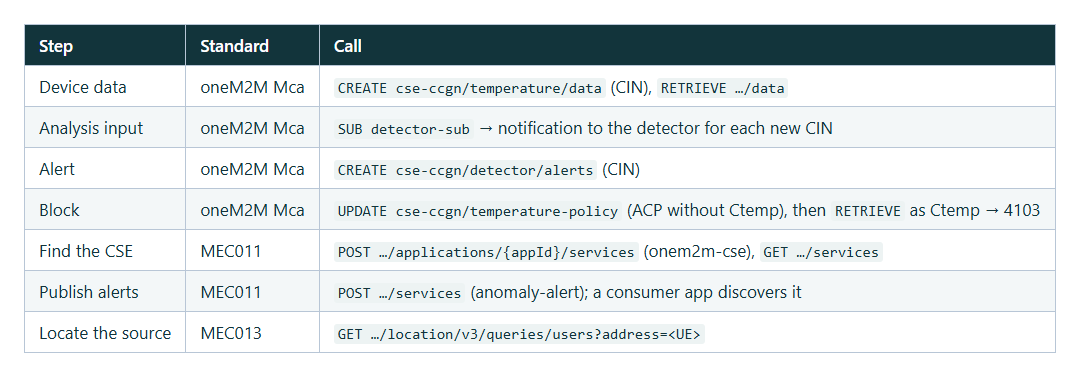 Step Standard Call
Device data oneM2M Mca CREATE cse-ccgn/temperature/data (CIN), RETRIEVE …/data
Analysis input oneM2M Mca SUB detector-sub → notification to the detector for each new CIN
Alert oneM2M Mca CREATE cse-ccgn/detector/alerts (CIN)
Block oneM2M Mca UPDATE cse-ccgn/temperature-policy (ACP without Ctemp), then RETRIEVE as Ctemp → 4103
Find the CSE MEC011 POST …/applications/{appId}/services (onem2m-cse), GET …/services
Publish alerts MEC011 POST …/services (anomaly-alert); a consumer app discovers it
Locate the source MEC013 GET …/location/v3/queries/users?address=<UE>